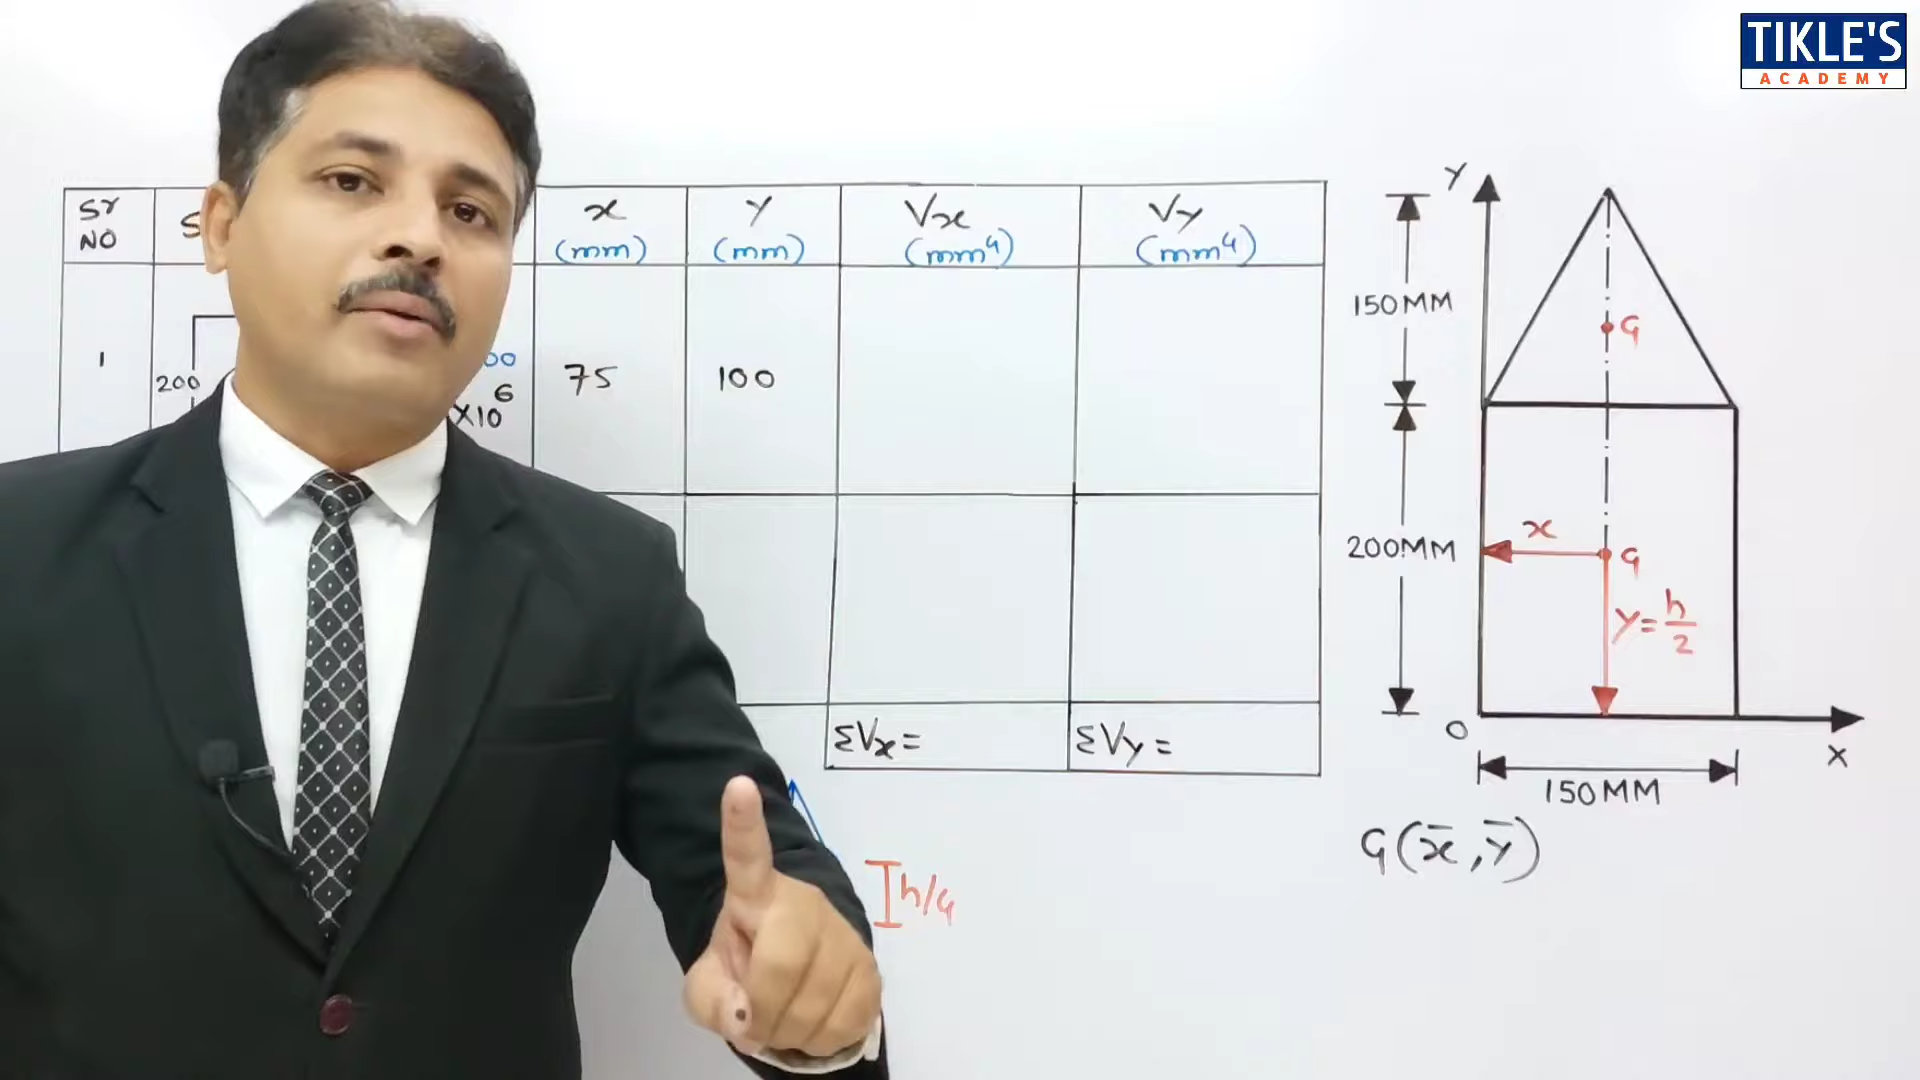 TIKLE'S
ACADEMY
Sr
NO
S
x
(mm)
y
(mm)
Vx
(mm⁴)
Vy
(mm⁴)
1
200
00
×10⁶
75
100
ΣVx=
ΣVy=
h/4
Y
150MM
G
200MM
x
G
y=h/2
O
X
150MM
G(x̄,ȳ)